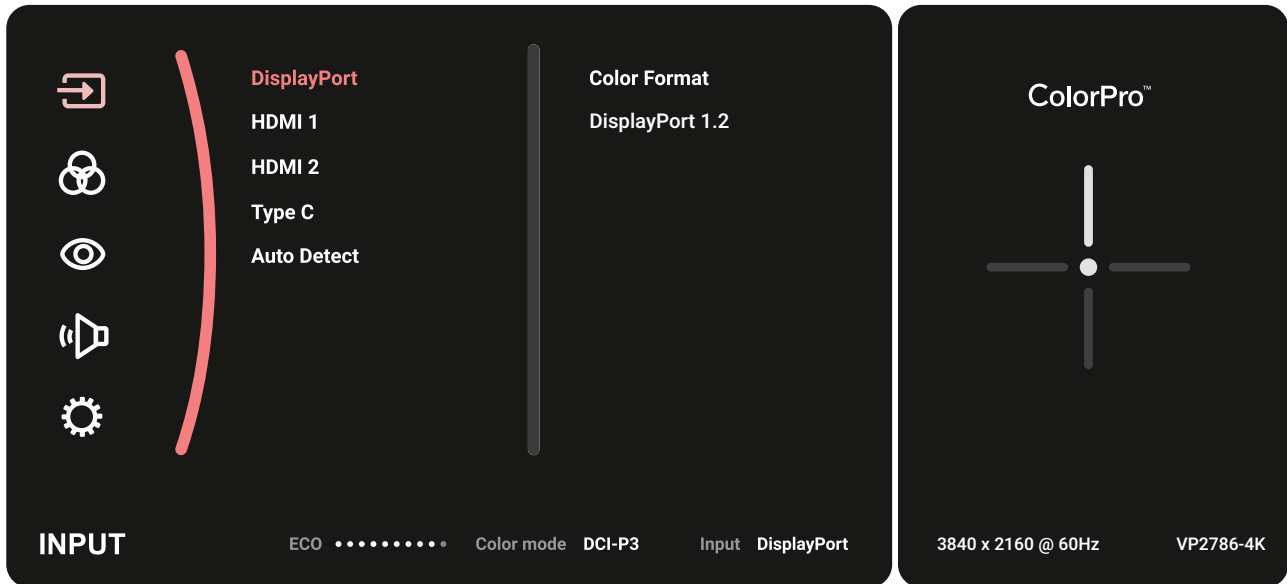 DisplayPort
HDMI 1
HDMI 2
Type C
Auto Detect
Color Format
DisplayPort 1.2
INPUT
ECO
Color mode DCI-P3
Input DisplayPort
ColorPro™
3840 x 2160 @ 60Hz
VP2786-4K